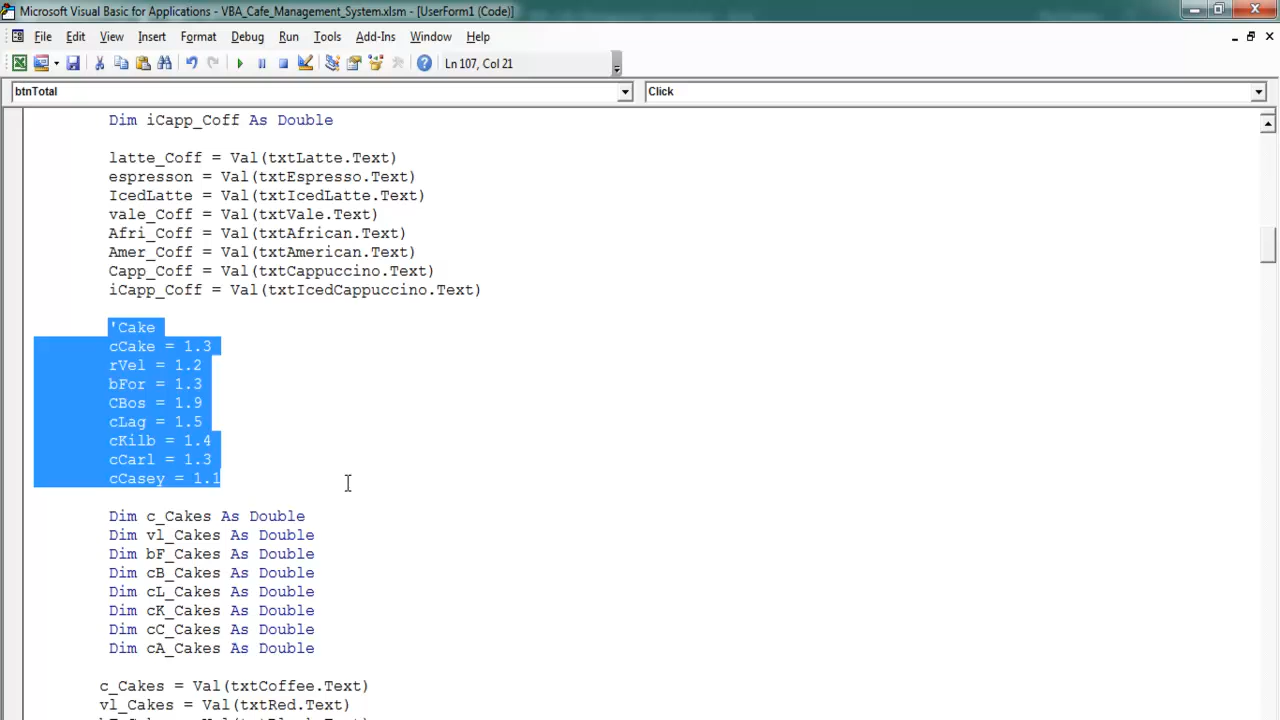 Microsoft Visual Basic for Applications - VBA_Cafe_Management_System.xlsm - [UserForm1 (Code)]
File Edit View Insert Format Debug Run Tools Add-Ins Window Help
Ln 107, Col 21
btnTotal Click
Dim iCapp_Coff As Double
latte_Coff = Val(txtLatte.Text)
espresson = Val(txtEspresso.Text)
IcedLatte = Val(txtIcedLatte.Text)
vale_Coff = Val(txtVale.Text)
Afri_Coff = Val(txtAfrican.Text)
Amer_Coff = Val(txtAmerican.Text)
Capp_Coff = Val(txtCappuccino.Text)
iCapp_Coff = Val(txtIcedCappuccino.Text)
'Cake
cCake = 1.3
rVel = 1.2
bFor = 1.3
CBos = 1.9
cLag = 1.5
cKilb = 1.4
cCarl = 1.3
cCasey = 1.1
Dim c_Cakes As Double
Dim vl_Cakes As Double
Dim bF_Cakes As Double
Dim cB_Cakes As Double
Dim cL_Cakes As Double
Dim cK_Cakes As Double
Dim cC_Cakes As Double
Dim cA_Cakes As Double
c_Cakes = Val(txtCoffee.Text)
vl_Cakes = Val(txtRed.Text)